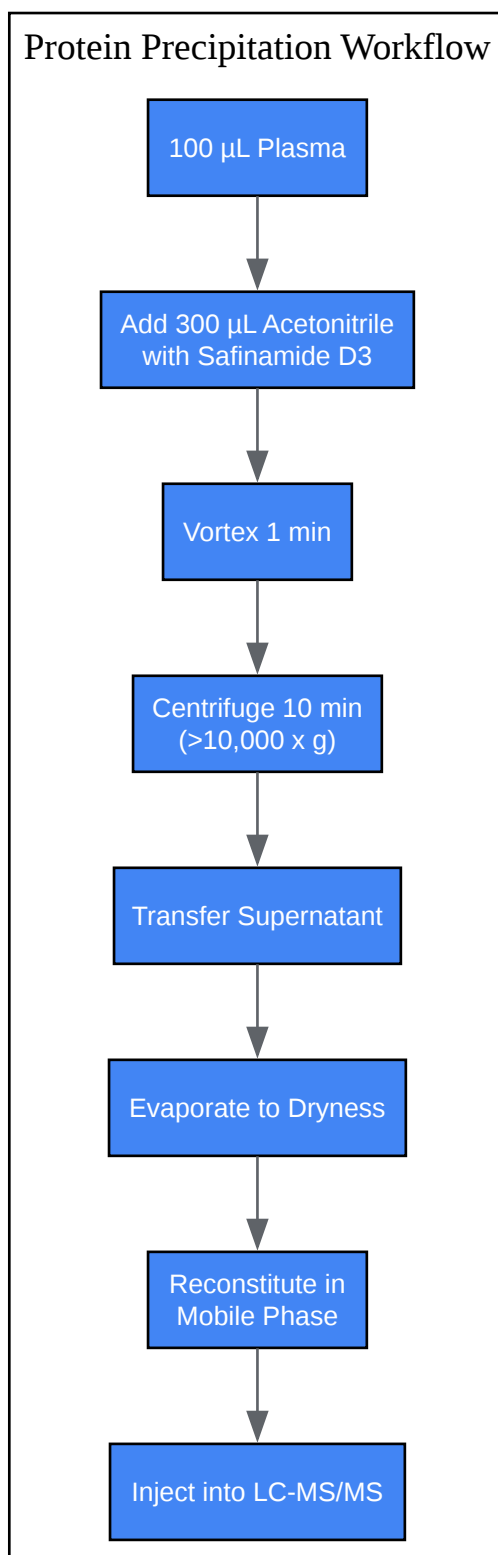 Protein Precipitation Workflow
100 µL Plasma
Add 300 µL Acetonitrile
with Safinamide D3
Vortex 1 min
Centrifuge 10 min
(>10,000 x g)
Transfer Supernatant
Evaporate to Dryness
Reconstitute in
Mobile Phase
Inject into LC-MS/MS